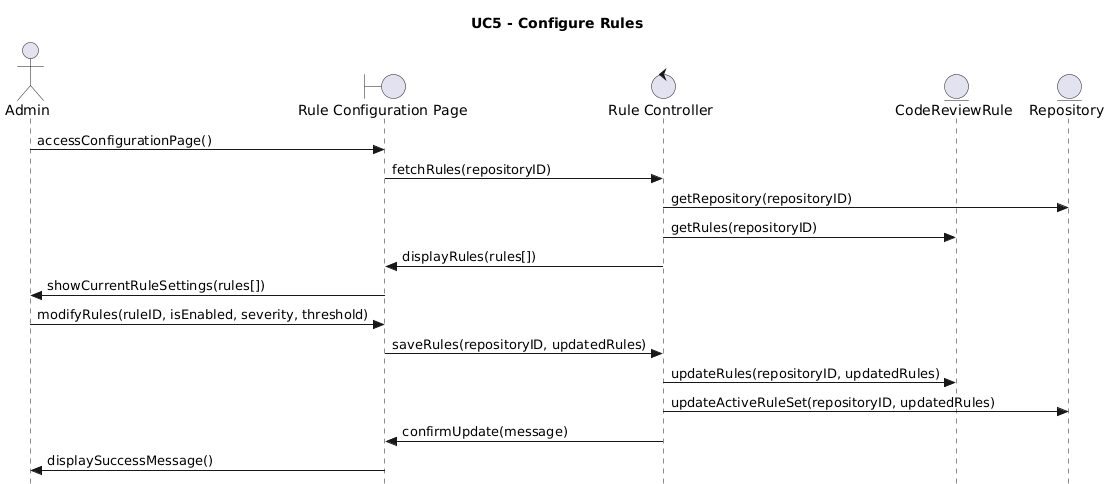 UC5 - Configure Rules
Admin
Rule Configuration Page
Rule Controller
CodeReviewRule
Repository
accessConfigurationPage()
fetchRules(repositoryID)
getRepository(repositoryID)
getRules(repositoryID)
displayRules(rules[])
showCurrentRuleSettings(rules[])
modifyRules(ruleID, isEnabled, severity, threshold)
saveRules(repositoryID, updatedRules)
updateRules(repositoryID, updatedRules)
updateActiveRuleSet(repositoryID, updatedRules)
confirmUpdate(message)
displaySuccessMessage()